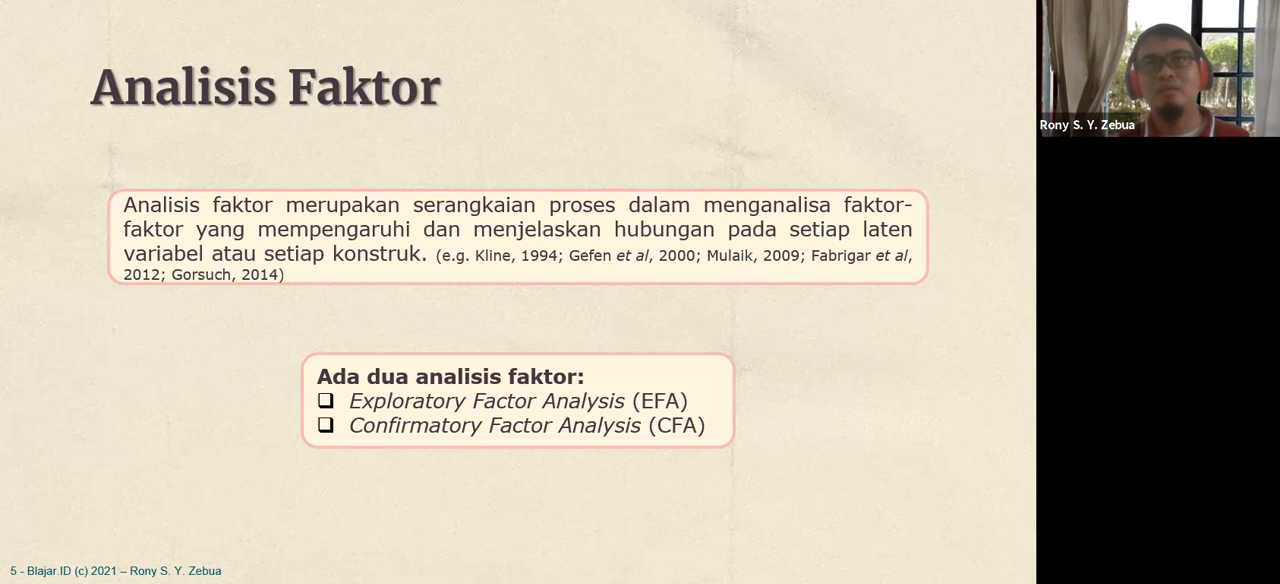 Analisis Faktor
Analisis faktor merupakan serangkaian proses dalam menganalisa faktor-
faktor yang mempengaruhi dan menjelaskan hubungan pada setiap laten
variabel atau setiap konstruk. (e.g. Kline, 1994; Gefen et al, 2000; Mulaik, 2009; Fabrigar et al,
2012; Gorsuch, 2014)
Ada dua analisis faktor:
❑ Exploratory Factor Analysis (EFA)
❑ Confirmatory Factor Analysis (CFA)
5 - Blajar.ID (c) 2021 – Rony S. Y. Zebua
Rony S. Y. Zebua